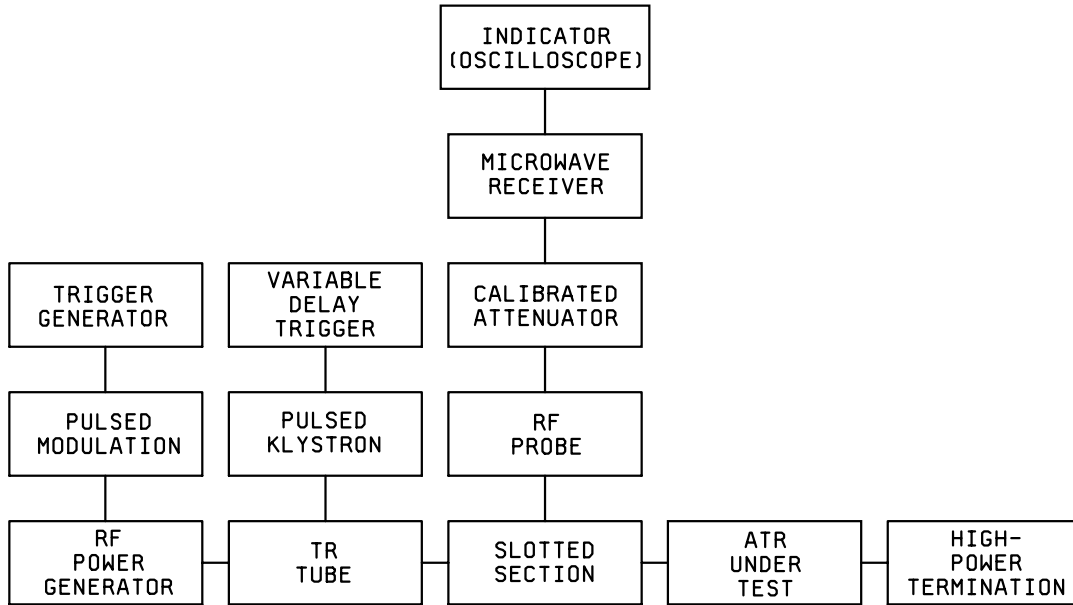 INDICATOR
(OSCILLOSCOPE)
MICROWAVE
RECEIVER
TRIGGER
GENERATOR
VARIABLE
DELAY
TRIGGER
CALIBRATED
ATTENUATOR
PULSED
MODULATION
PULSED
KLYSTRON
RF
PROBE
RF
POWER
GENERATOR
TR
TUBE
SLOTTED
SECTION
ATR
UNDER
TEST
HIGH-
POWER
TERMINATION